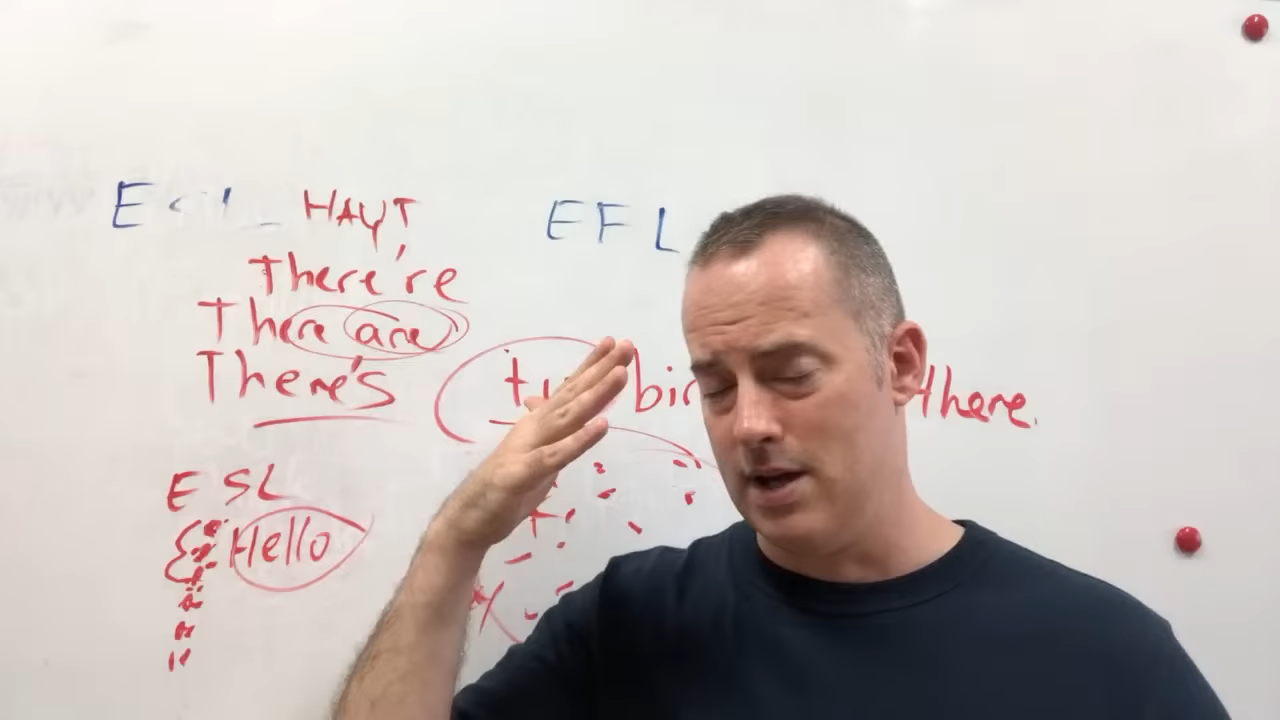 ESL HAYT EFL
There're
There are
There's
there.
ESL
Hello